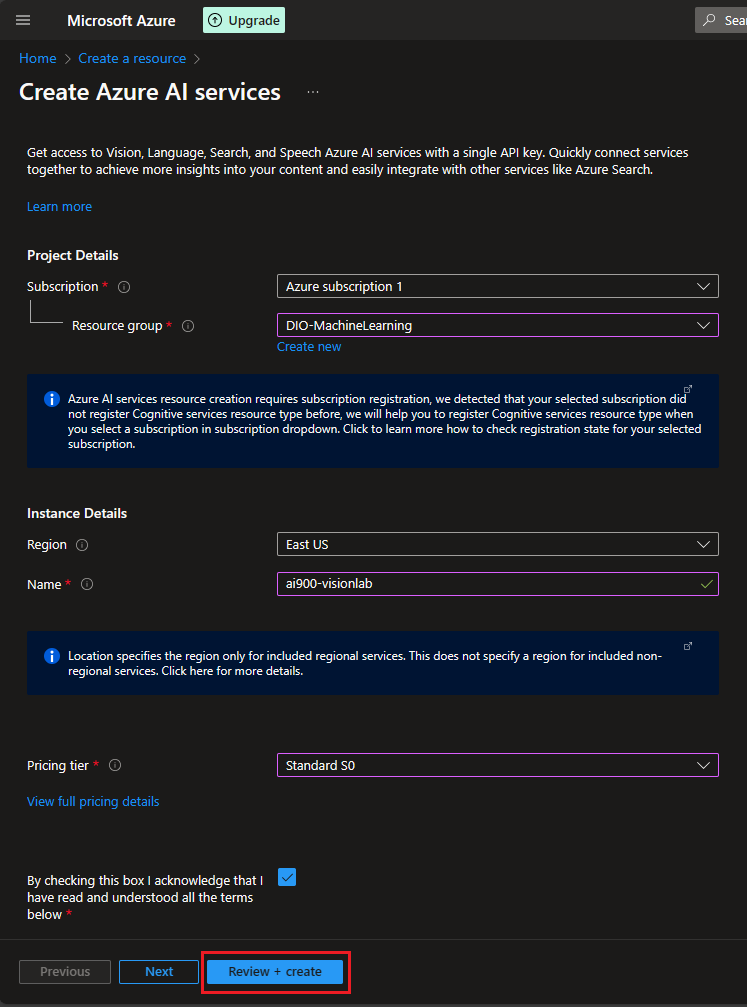 Microsoft Azure
Upgrade
Sea
Home > Create a resource >
Create Azure AI services ...
Get access to Vision, Language, Search, and Speech Azure AI services with a single API key. Quickly connect services
together to achieve more insights into your content and easily integrate with other services like Azure Search.
Learn more
Project Details
Subscription *
Azure subscription 1
Resource group *
DIO-MachineLearning
Create new
Azure AI services resource creation requires subscription registration, we detected that your selected subscription did
not register Cognitive services resource type before, we will help you to register Cognitive services resource type when
you select a subscription in subscription dropdown. Click to learn more how to check registration state for your selected
subscription.
Instance Details
Region
East US
Name *
ai900-visionlab
Location specifies the region only for included regional services. This does not specify a region for included non-
regional services. Click here for more details.
Pricing tier *
Standard S0
View full pricing details
By checking this box I acknowledge that I
have read and understood all the terms
below *
Previous
Next
Review + create